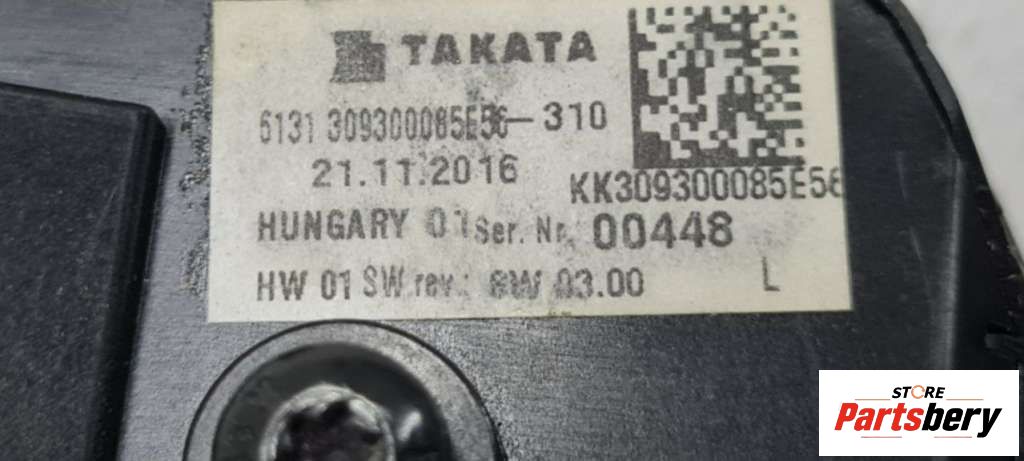 TAKATA
6131 309300085E56-310
21.11.2016
KK309300085E56
HUNGARY 01 Ser. Nr. 00448
HW 01 SW rev.: SW 03.00 L
STORE
Partsbery